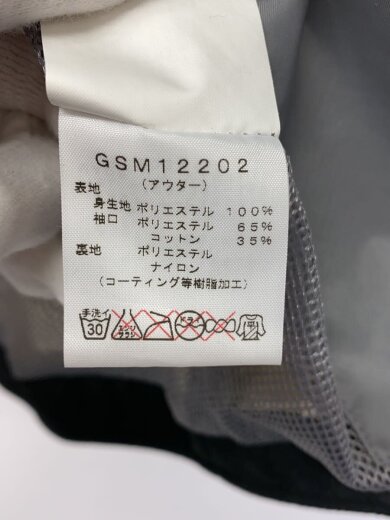 GSM12202
表地 (アウター)
身生地 ポリエステル 100%
袖口 ポリエステル 65%
コットン 35%
裏地 ポリエステル
ナイロン
(コーティング等樹脂加工)
手洗イ 30 エンソサラシ ドライ